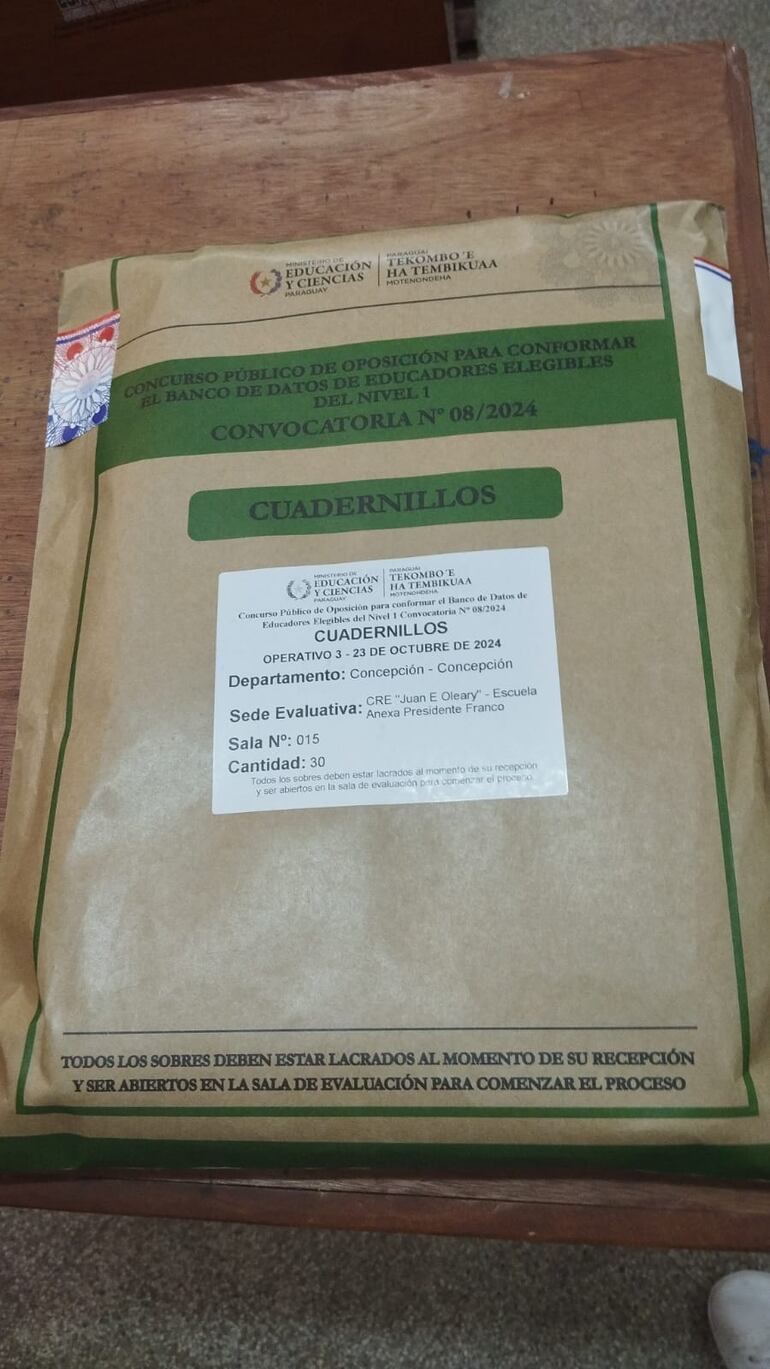 MINISTERIO DE
EDUCACIÓN
Y CIENCIAS
PARAGUAY
PARAGUAI
TEKOMBO'E
HA TEMBIKUAA
MOTENONDEHA
CONCURSO PÚBLICO DE OPOSICIÓN PARA CONFORMAR
EL BANCO DE DATOS DE EDUCADORES ELEGIBLES
DEL NIVEL 1
CONVOCATORIA Nº 08/2024
CUADERNILLOS
MINISTERIO DE
EDUCACIÓN
Y CIENCIAS
PARAGUAY
PARAGUAI
TEKOMBO'E
HA TEMBIKUAA
MOTENONDEHA
Concurso Público de Oposición para conformar el Banco de Datos de
Educadores Elegibles del Nivel 1 Convocatoria Nº 08/2024
CUADERNILLOS
OPERATIVO 3 - 23 DE OCTUBRE DE 2024
Departamento: Concepción - Concepción
Sede Evaluativa: CRE "Juan E Oleary" - Escuela
Anexa Presidente Franco
Sala Nº: 015
Cantidad: 30
Todos los sobres deben estar lacrados al momento de su recepción
y ser abiertos en la sala de evaluación para comenzar el proceso
TODOS LOS SOBRES DEBEN ESTAR LACRADOS AL MOMENTO DE SU RECEPCIÓN
Y SER ABIERTOS EN LA SALA DE EVALUACIÓN PARA COMENZAR EL PROCESO